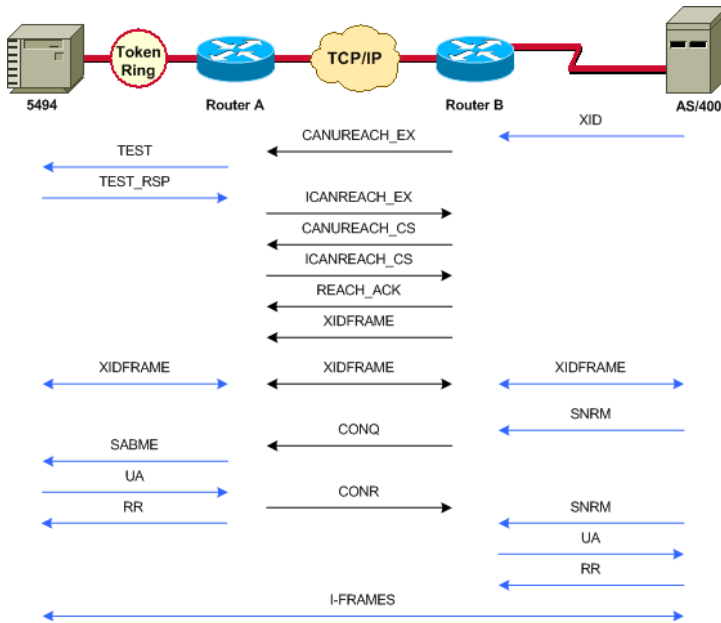 Token
Ring
TCP/IP
5494
Router A
Router B
AS/400
XID
CANUREACH_EX
TEST
TEST_RSP
ICANREACH_EX
CANUREACH_CS
ICANREACH_CS
REACH_ACK
XIDFRAME
XIDFRAME XIDFRAME XIDFRAME
SNRM
CONQ
SABME
UA
CONR
RR SNRM
UA
RR
I-FRAMES